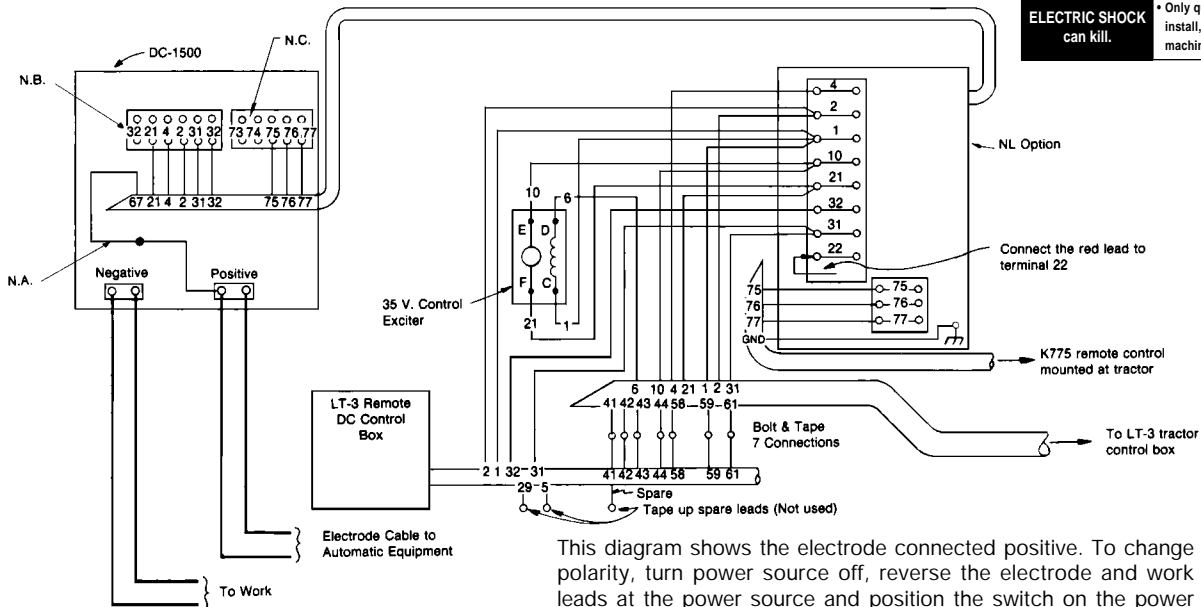 ELECTRIC SHOCK
can kill.
• Only q
install,
machin
DC-1500
N.C.
N.B.
32 21 4 2 31 32
73 74 75 76 77
67 21 4 2 31 32
75 76 77
N.A.
Negative
Positive
4
2
1
10
21
32
31
22
NL Option
Connect the red lead to
terminal 22
10
6
E
D
F
C
21
1
35 V. Control
Exciter
75
76
77
GND
75
76
77
K775 remote control
mounted at tractor
6 10 4 21 1 2 31
41 42 43 44 58 59 61
Bolt & Tape
7 Connections
To LT-3 tractor
control box
LT-3 Remote
DC Control
Box
2 1 32 31
41 42 43 44 58 59 61
29 5
Spare
Tape up spare leads (Not used)
Electrode Cable to
Automatic Equipment
To Work
This diagram shows the electrode connected positive. To change
polarity, turn power source off, reverse the electrode and work
leads at the power source and position the switch on the power